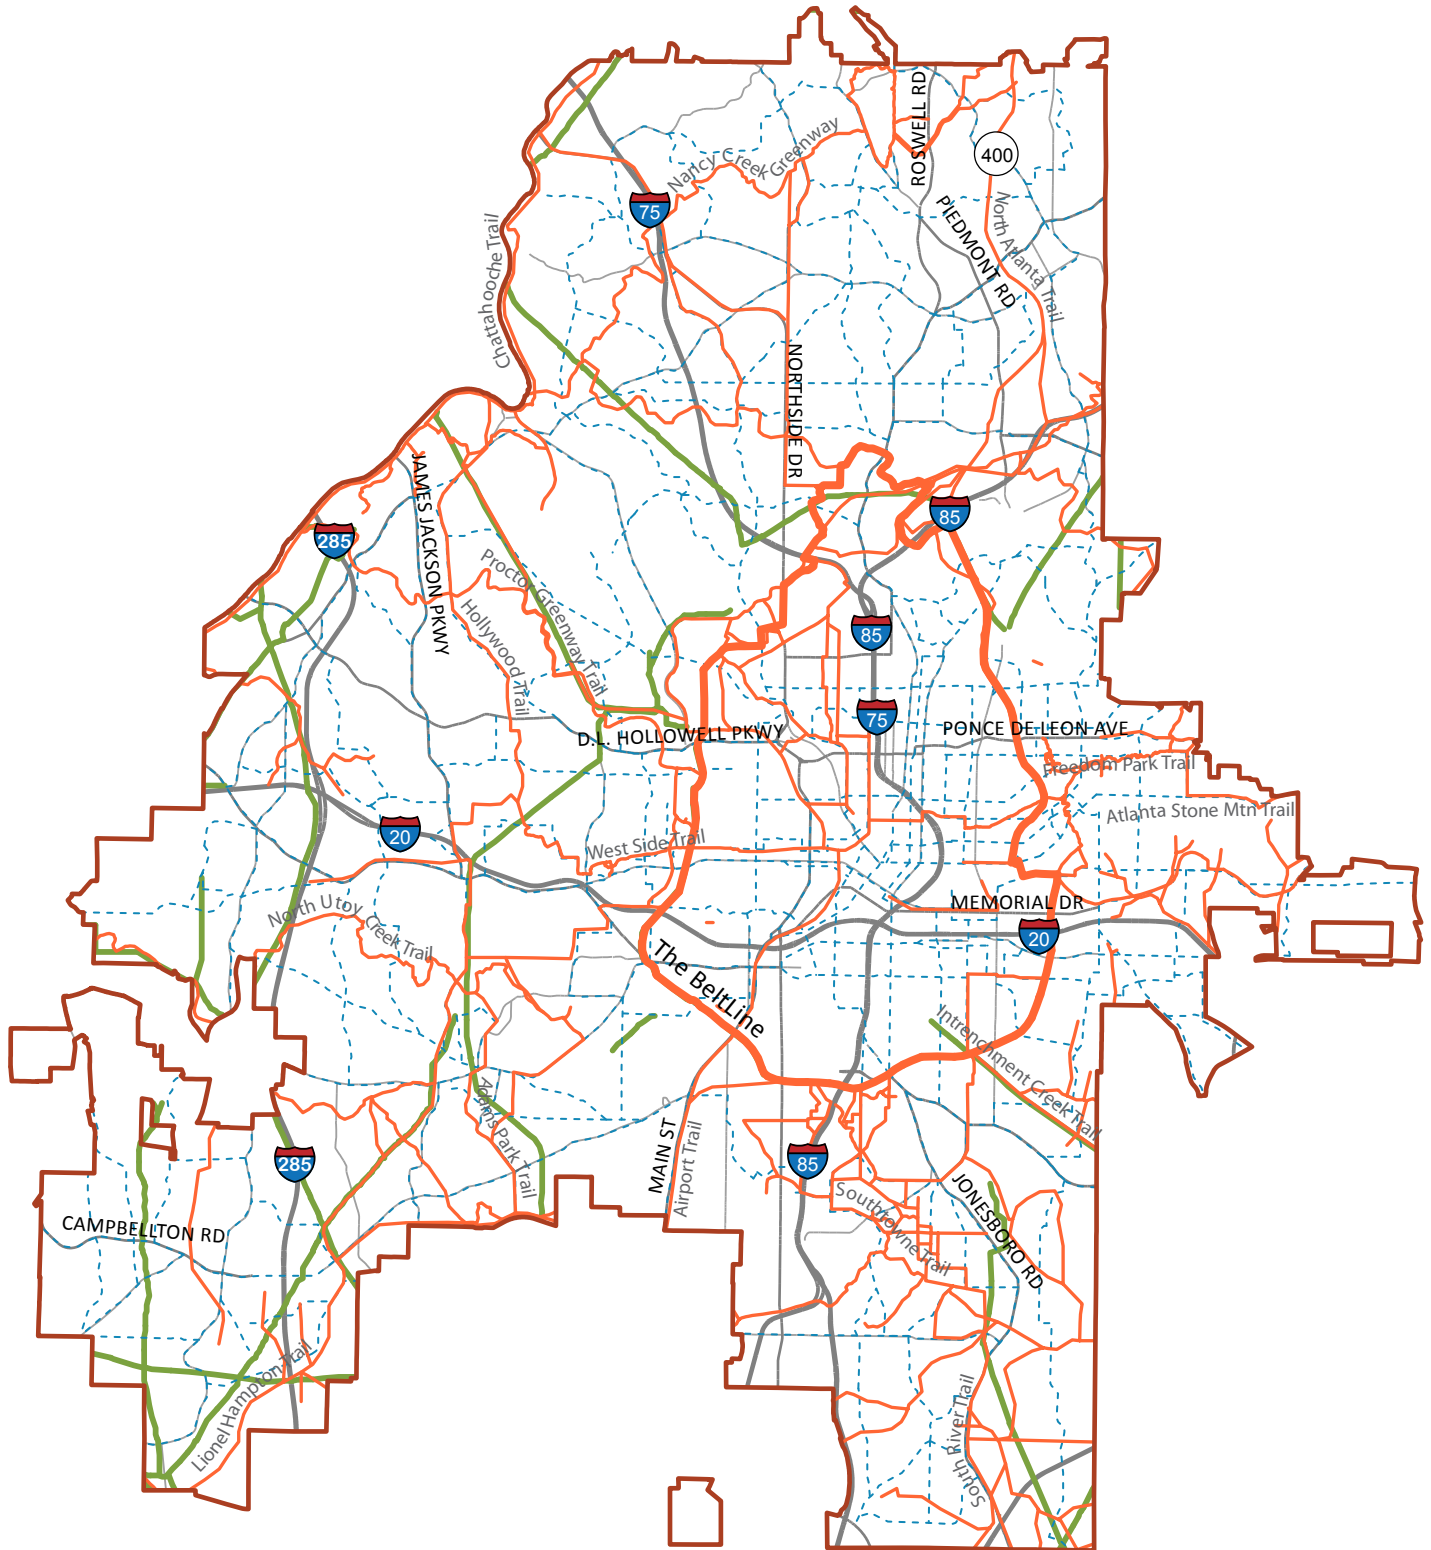 ROSWELL RD
400
Nancy Creek Greenway
75
PIEDMONT RD
North Atlanta Trail
Chattahooche Trail
NORTHSIDE DR
JAMES JACKSON PKWY
85
285
Proctor Greenway Trail
Hollywood Trail
85
75
D.L. HOLLOWELL PKWY
PONCE DE LEON AVE
Freedom Park Trail
Atlanta Stone Mtn Trail
20
West Side Trail
North Utoy Creek Trail
MEMORIAL DR
20
The BeltLine
Intrenchment Creek Trail
Adams Park Trail
MAIN ST
Airport Trail
285
85
Southtowne Trail
JONESBORO RD
CAMPBELLTON RD
Lionel Hampton Trail
South River Trail